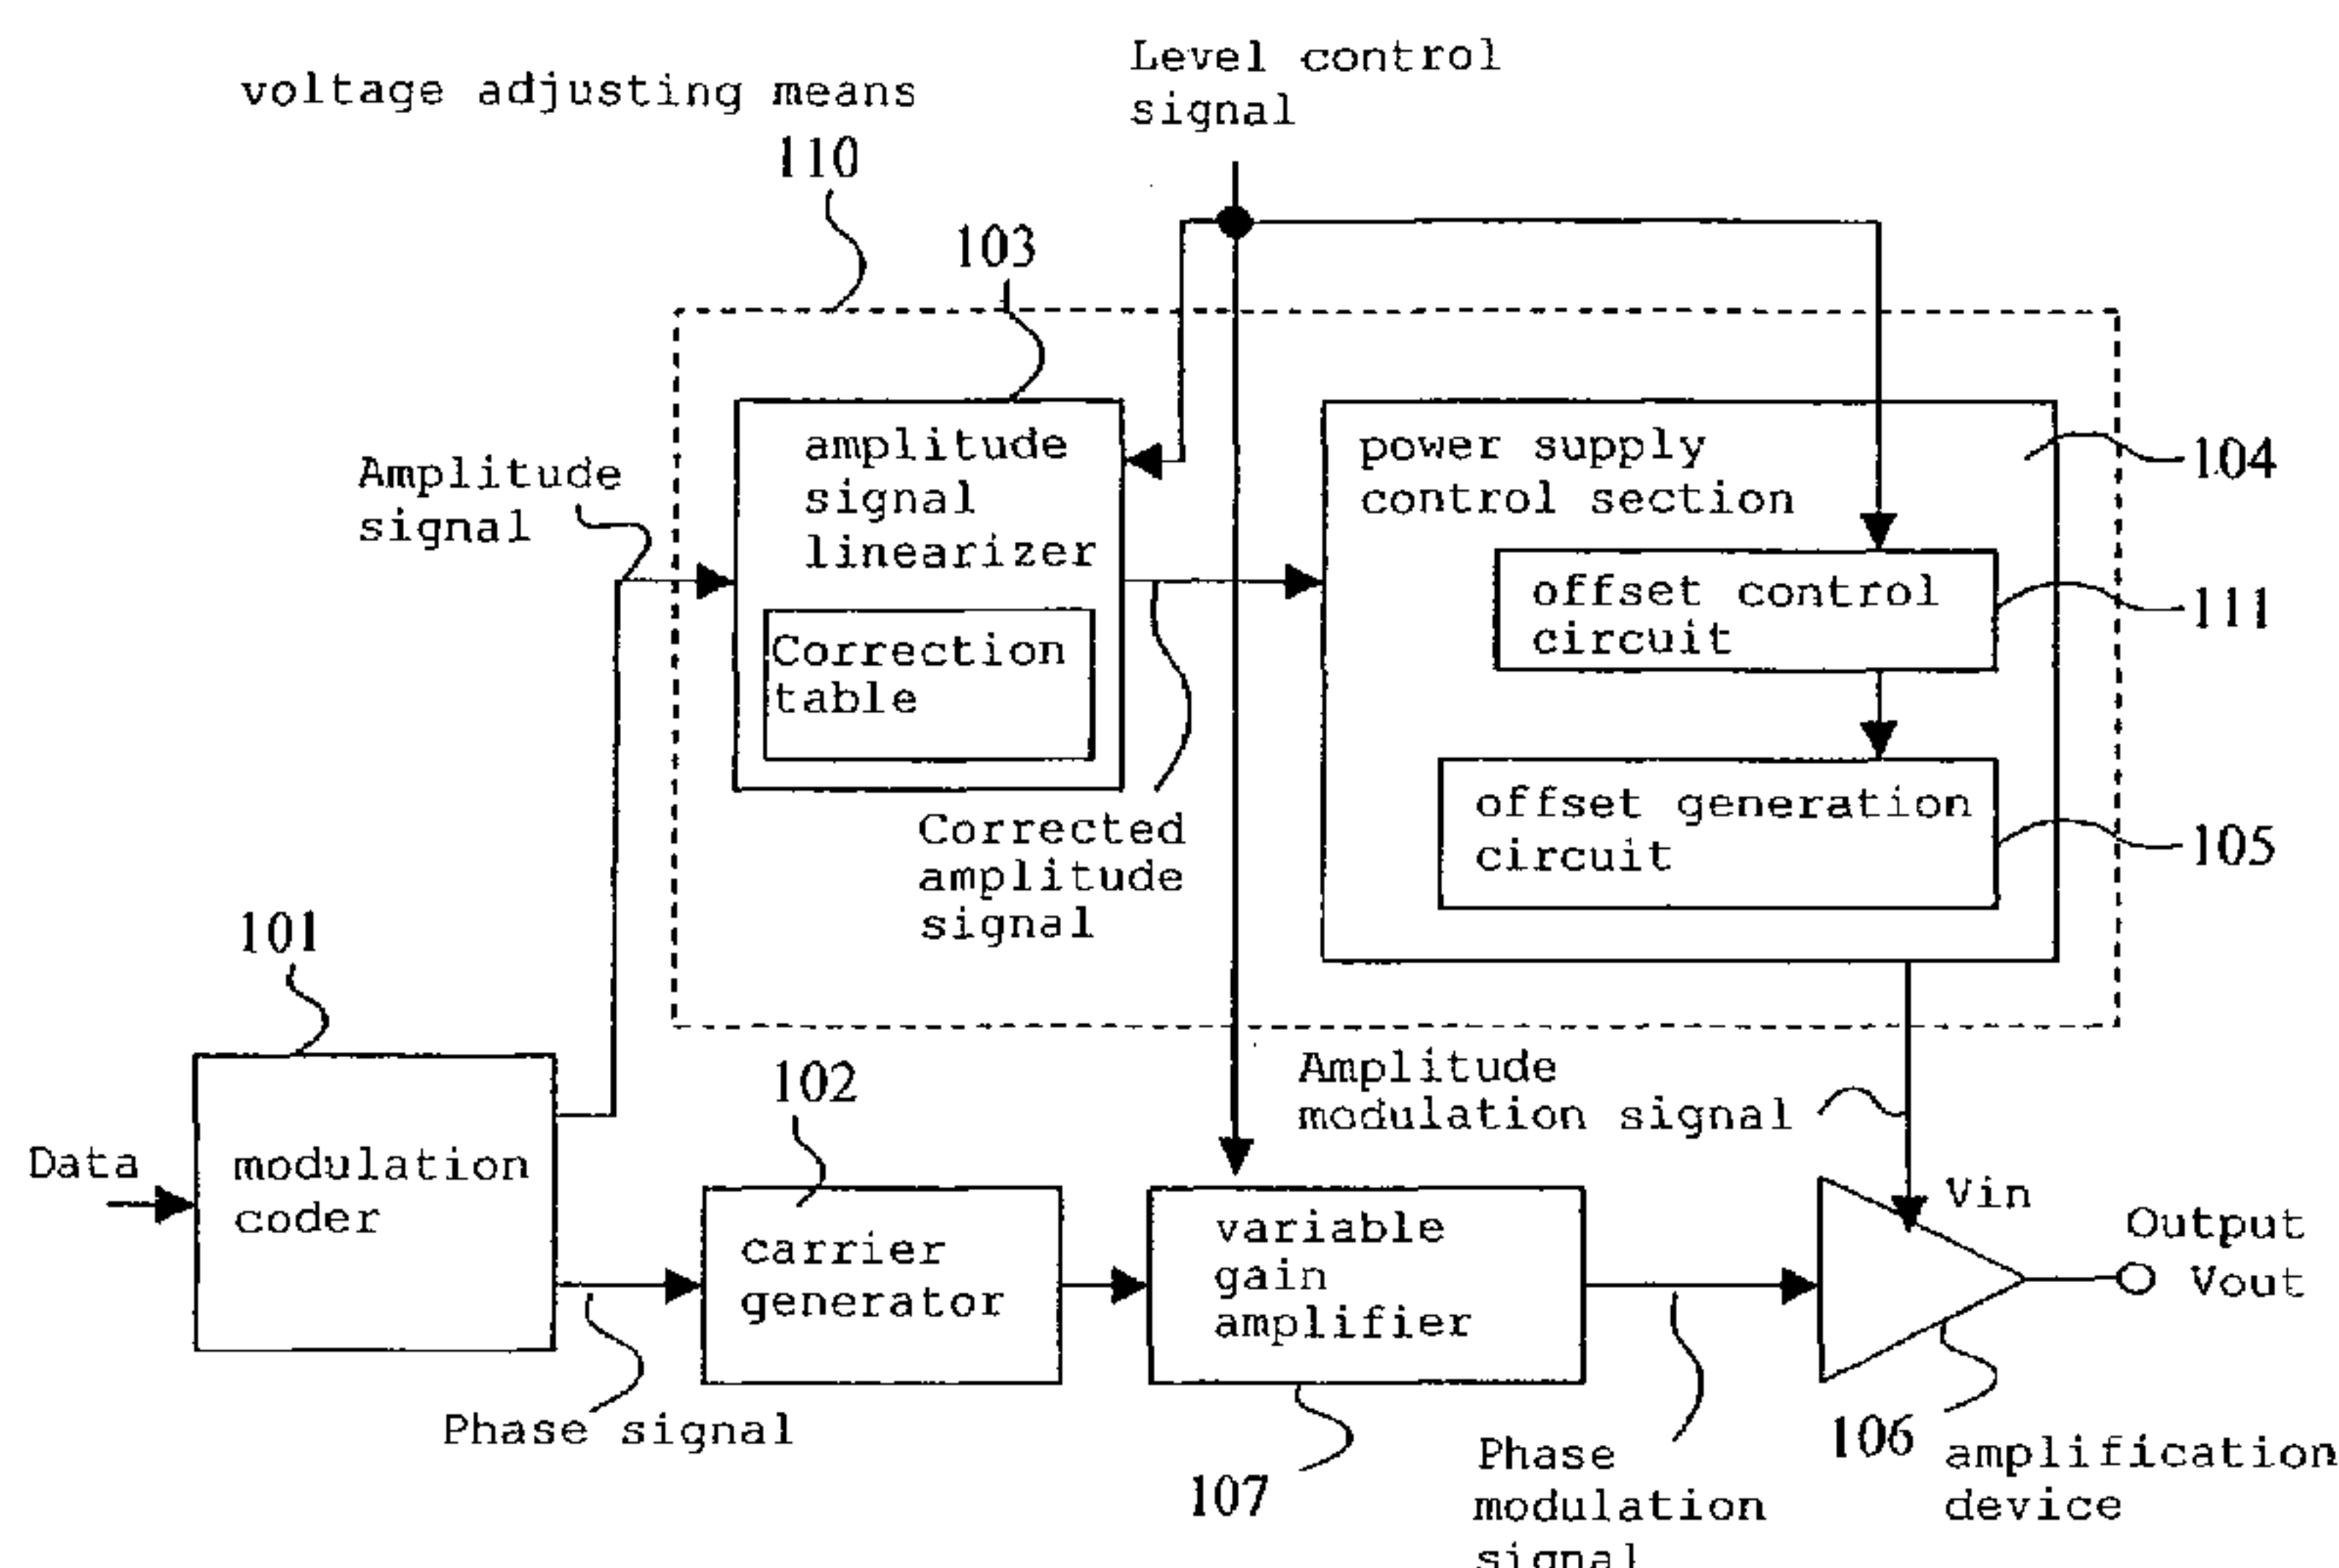 Level control
signal
voltage adjusting means
110
103
amplitude
signal
linearizer
Correction
table
power supply
control section
104
offset control
circuit
111
offset generation
circuit
105
Amplitude
signal
Corrected
amplitude
signal
101
modulation
coder
Data
102
carrier
generator
Phase signal
variable
gain
amplifier
107
Amplitude
modulation signal
Vin
Output
Vout
Phase
modulation
signal
106
amplification
device